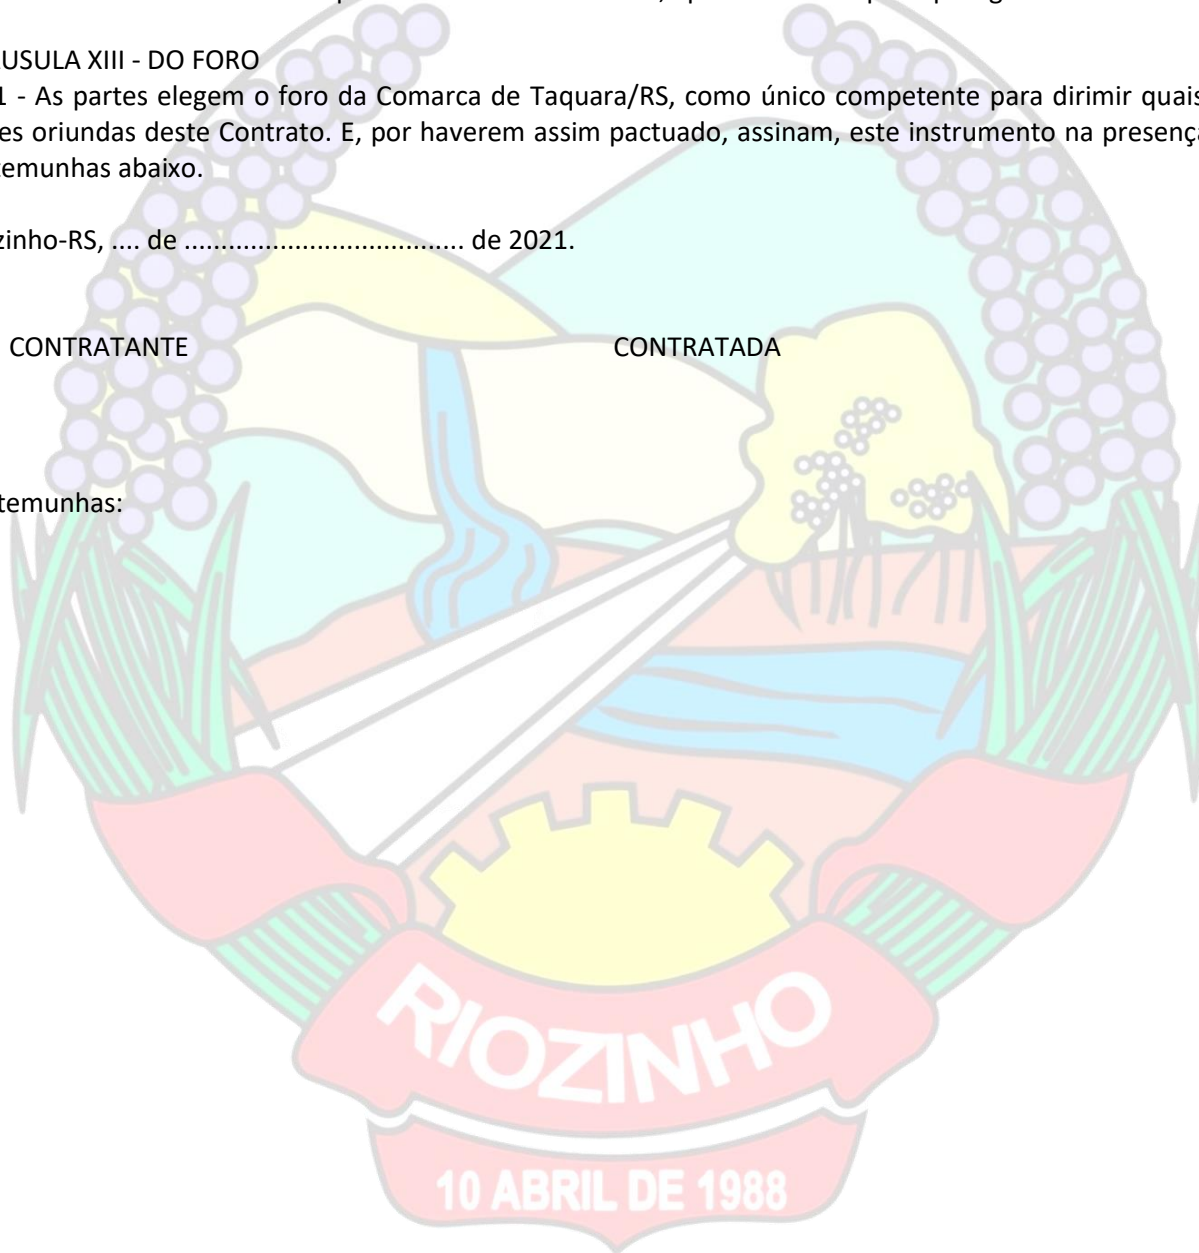 USULA XIII - DO FORO
1 - As partes elegem o foro da Comarca de Taquara/RS, como único competente para dirimir quais
es oriundas deste Contrato. E, por haverem assim pactuado, assinam, este instrumento na presença
temunhas abaixo.
zinho-RS, .... de ...................................... de 2021.
CONTRATANTE CONTRATADA
temunhas:
RIOZINHO
10 ABRIL DE 1988